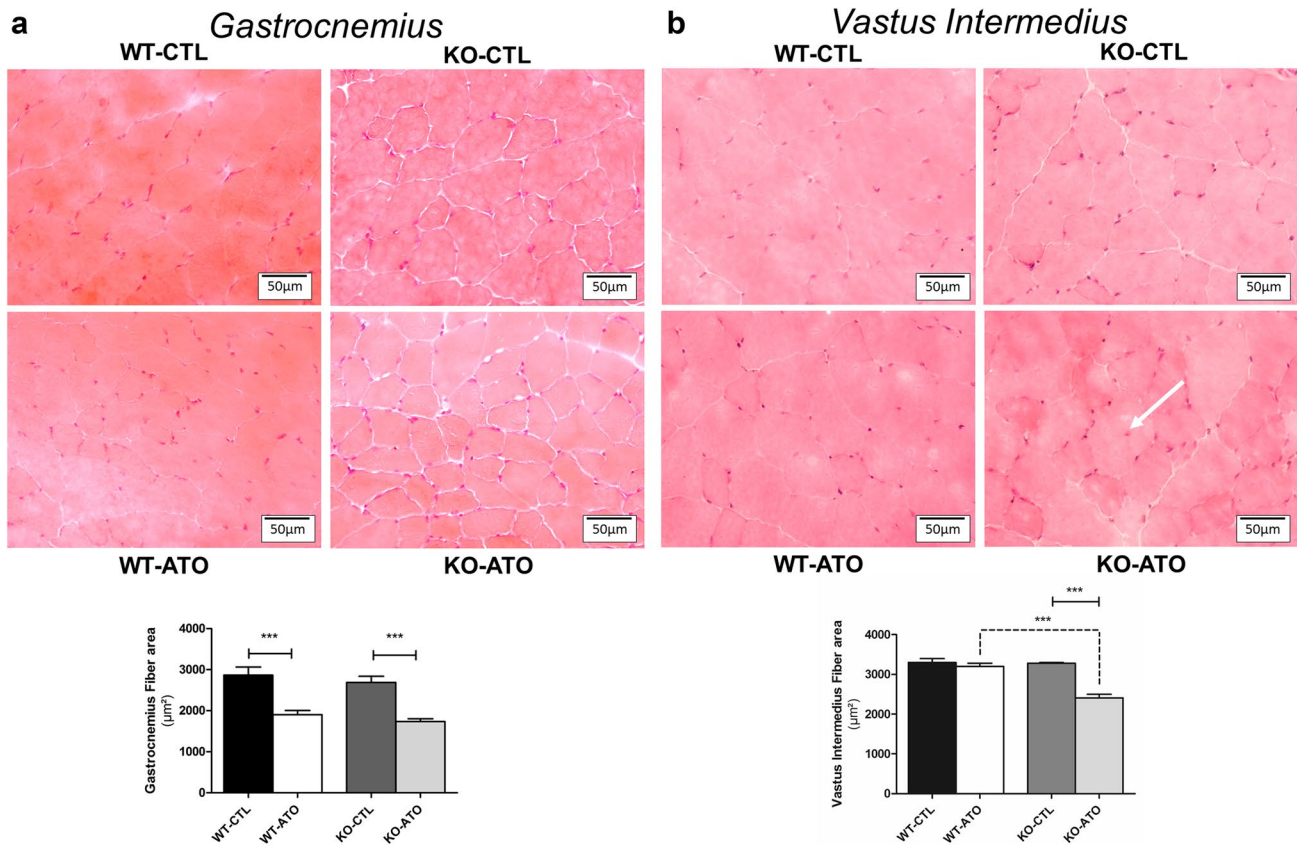 a
Gastrocnemius
WT-CTL
KO-CTL
50µm
50µm
50µm
50µm
WT-ATO
KO-ATO
Gastrocnemius Fiber area
(µm²)
4000
3000
2000
1000
0
***
***
WT-CTL
WT-ATO
KO-CTL
KO-ATO
b
Vastus Intermedius
WT-CTL
KO-CTL
50µm
50µm
50µm
50µm
WT-ATO
KO-ATO
Vastus Intermedius Fiber area
(µm²)
4000
3000
2000
1000
0
***
***
WT-CTL
WT-ATO
KO-CTL
KO-ATO